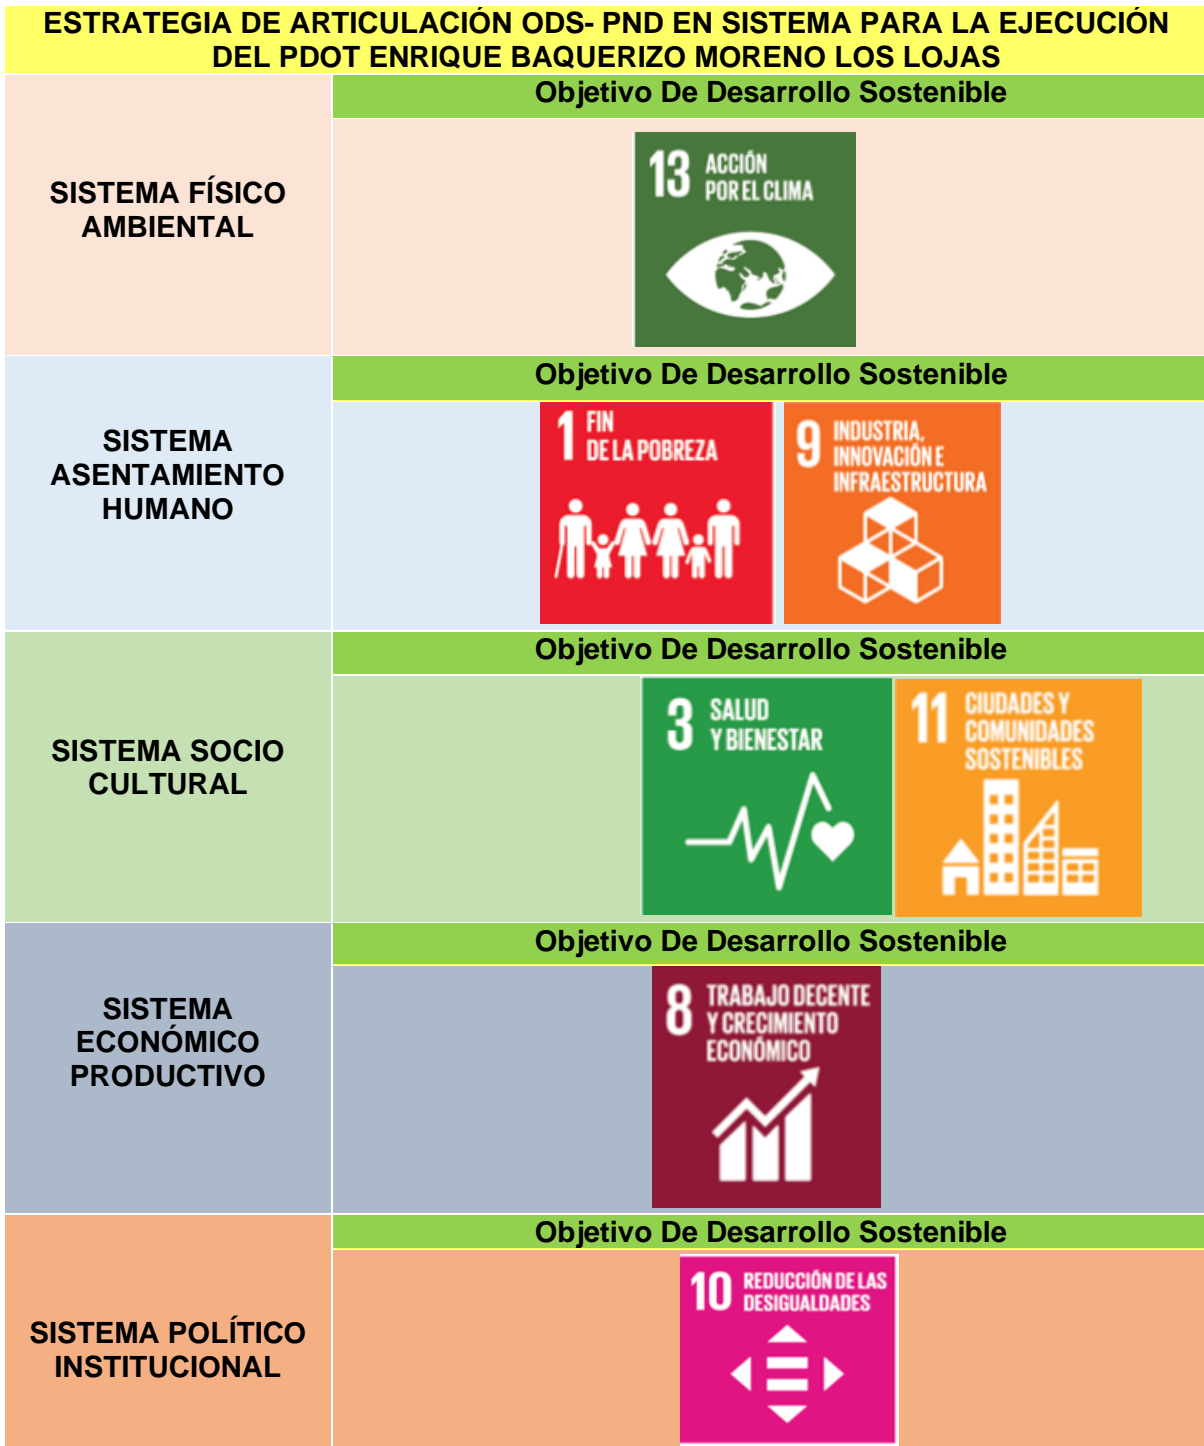 ESTRATEGIA DE ARTICULACIÓN ODS- PND EN SISTEMA PARA LA EJECUCIÓN
DEL PDOT ENRIQUE BAQUERIZO MORENO LOS LOJAS
Objetivo De Desarrollo Sostenible
SISTEMA FÍSICO
AMBIENTAL
13 ACCIÓN
POR EL CLIMA
Objetivo De Desarrollo Sostenible
SISTEMA
ASENTAMIENTO
HUMANO
1 FIN
DE LA POBREZA
9 INDUSTRIA,
INNOVACIÓN E
INFRAESTRUCTURA
Objetivo De Desarrollo Sostenible
SISTEMA SOCIO
CULTURAL
3 SALUD
Y BIENESTAR
11 CIUDADES Y
COMUNIDADES
SOSTENIBLES
Objetivo De Desarrollo Sostenible
SISTEMA
ECONÓMICO
PRODUCTIVO
8 TRABAJO DECENTE
Y CRECIMIENTO
ECONÓMICO
Objetivo De Desarrollo Sostenible
SISTEMA POLÍTICO
INSTITUCIONAL
10 REDUCCIÓN DE LAS
DESIGUALDADES